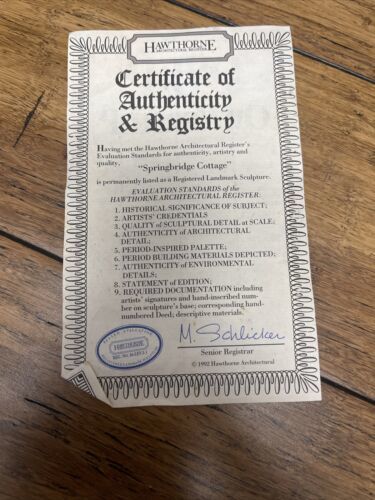 HAWTHORNE
ARCHITECTURAL REGISTER
Certificate of
Authenticity
& Registry
Having met the Hawthorne Architectural Register's
Evaluation Standards for authenticity, artistry and
quality,
"Springbridge Cottage"
is permanently listed as a Registered Landmark Sculpture.
EVALUATION STANDARDS of the
HAWTHORNE ARCHITECTURAL REGISTER:
1. HISTORICAL SIGNIFICANCE OF SUBJECT;
2. ARTISTS' CREDENTIALS
3. QUALITY OF SCULPTURAL DETAIL at SCALE;
4. AUTHENTICITY OF ARCHITECTURAL
DETAIL;
5. PERIOD-INSPIRED PALETTE;
6. PERIOD BUILDING MATERIALS DEPICTED;
7. AUTHENTICITY OF ENVIRONMENTAL
DETAILS;
8. STATEMENT of EDITION;
9. REQUIRED DOCUMENTATION including
artists' signatures and hand-inscribed num-
ber on sculpture's base; corresponding hand-
numbered Deed; descriptive materials.
M. Schlicker
Senior Registrar
© 1992 Hawthorne Architectural
HAWTHORNE